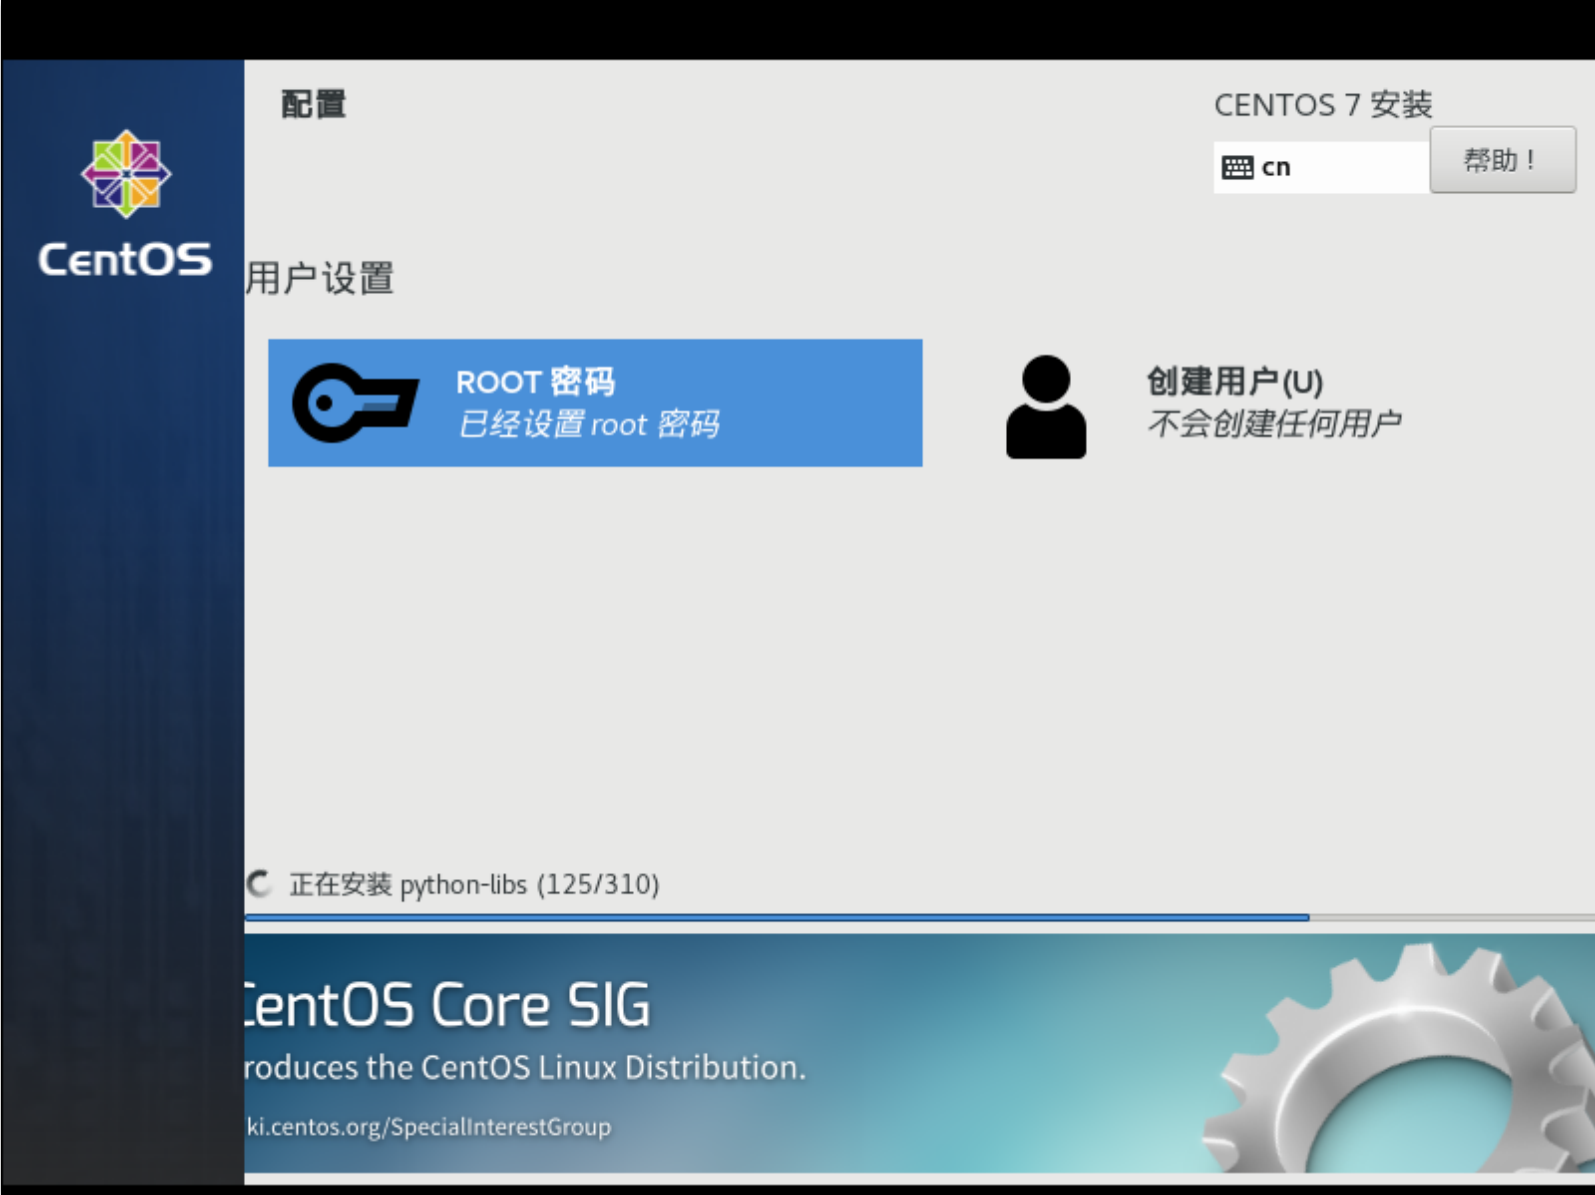 配置
CENTOS 7 安装
cn
帮助！
CentOS
用户设置
ROOT 密码
已经设置 root 密码
创建用户(U)
不会创建任何用户
正在安装 python-libs (125/310)
entOS Core SIG
roduces the CentOS Linux Distribution.
ki.centos.org/SpecialInterestGroup